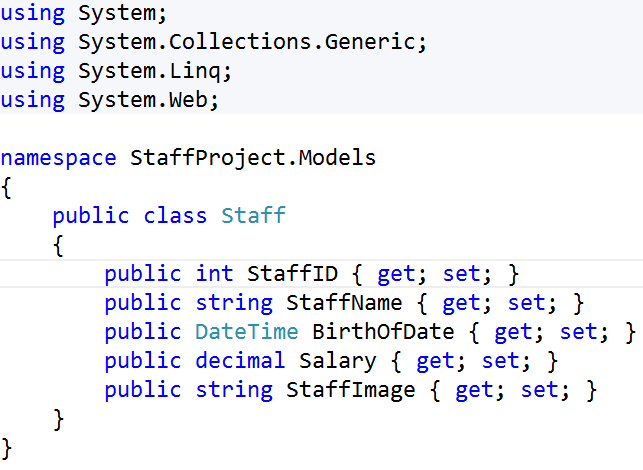 using System;
using System.Collections.Generic;
using System.Linq;
using System.Web;

namespace StaffProject.Models
{
    public class Staff
    {
        public int StaffID { get; set; }
        public string StaffName { get; set; }
        public DateTime BirthOfDate { get; set; }
        public decimal Salary { get; set; }
        public string StaffImage { get; set; }
    }
}